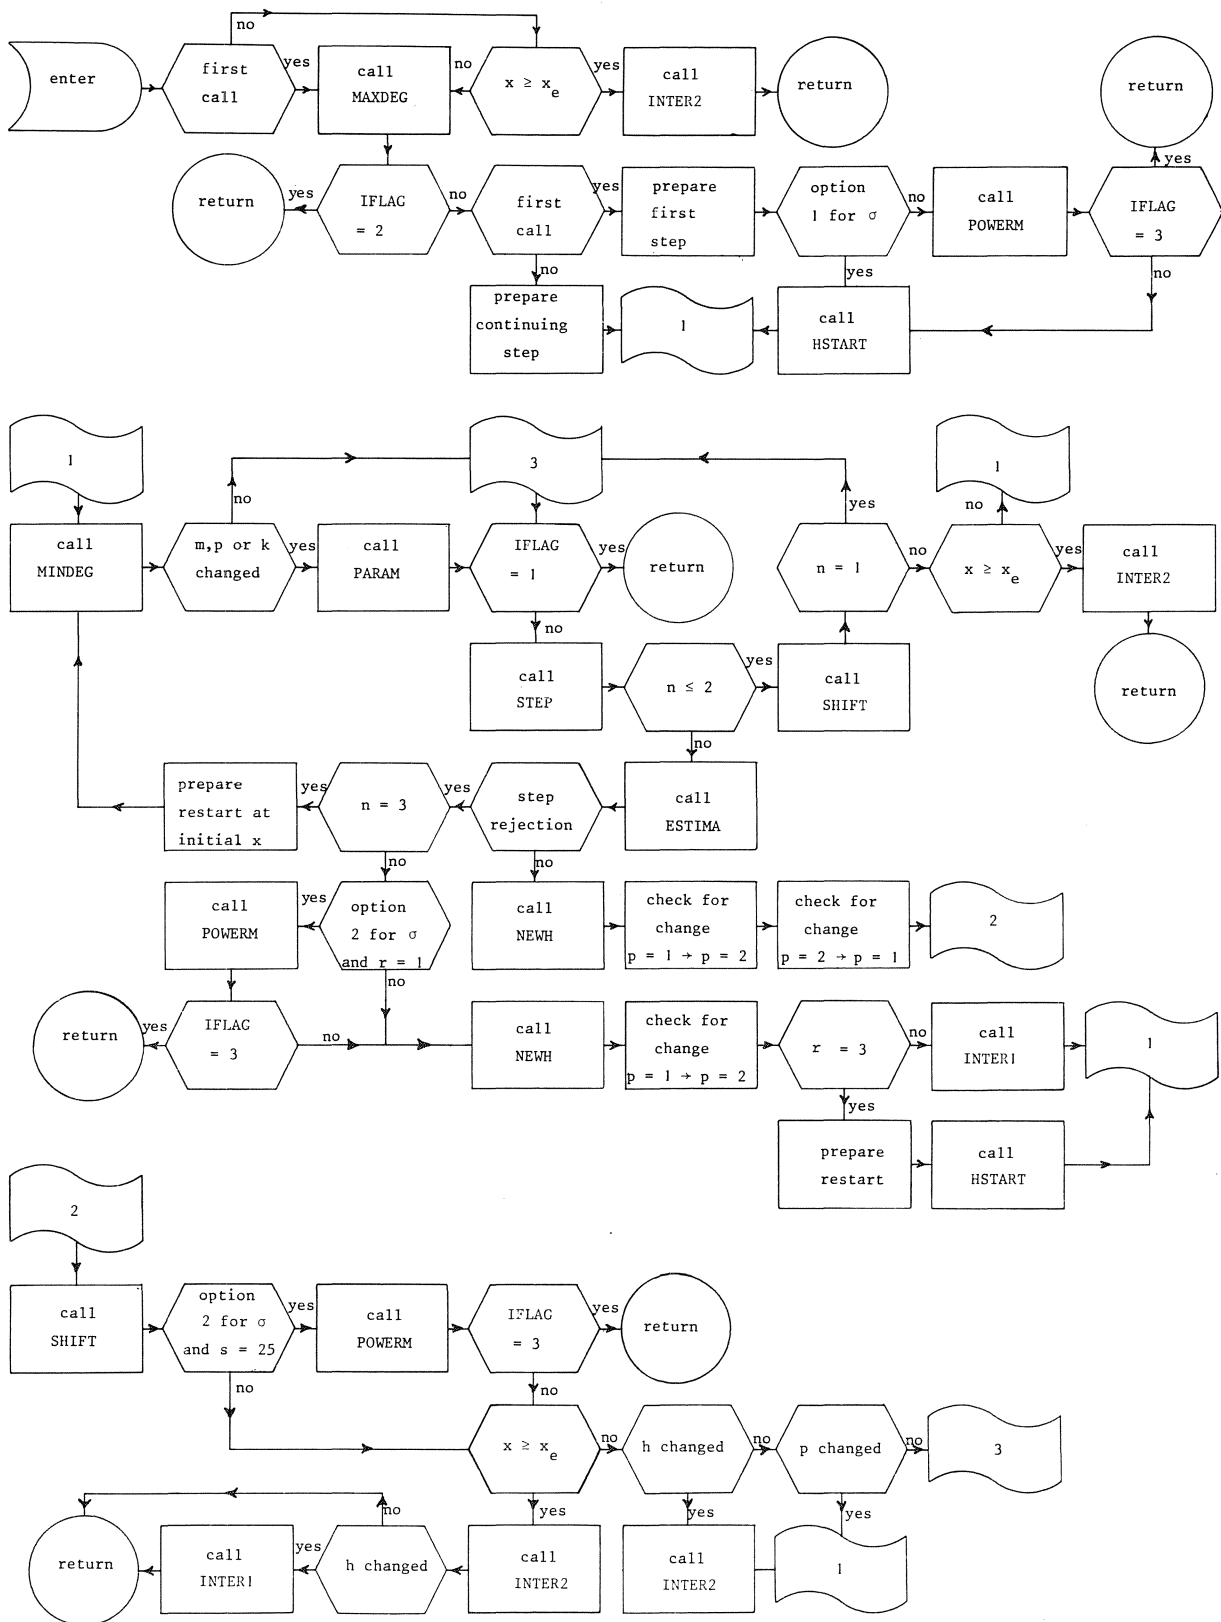 no
enter
first
call
yes
call
MAXDEG
no
x ≥ x_e
yes
call
INTER2
return
return
return
yes
IFLAG
= 2
no
first
call
yes
prepare
first
step
option
1 for σ
no
call
POWERM
yes
IFLAG
= 3
no
prepare
continuing
step
1
yes
call
HSTART
no
1
call
MINDEG
no
m,p or k
changed
yes
call
PARAM
3
IFLAG
= 1
yes
return
yes
n = 1
no
1
no
x ≥ x_e
yes
call
INTER2
return
no
call
STEP
n ≤ 2
yes
call
SHIFT
no
prepare
restart at
initial x
yes
n = 3
yes
step
rejection
call
ESTIMA
no
no
call
POWERM
yes
option
2 for σ
and r = 1
call
NEWH
check for
change
p = 1 → p = 2
check for
change
p = 2 → p = 1
2
no
return
yes
IFLAG
= 3
no
call
NEWH
check for
change
p = 1 → p = 2
r = 3
no
call
INTER1
1
yes
prepare
restart
call
HSTART
2
call
SHIFT
option
2 for σ
and s = 25
yes
call
POWERM
IFLAG
= 3
yes
return
no
no
x ≥ x_e
no
h changed
no
p changed
no
3
no
yes
yes
yes
return
call
INTER1
yes
h changed
call
INTER2
call
INTER2
1